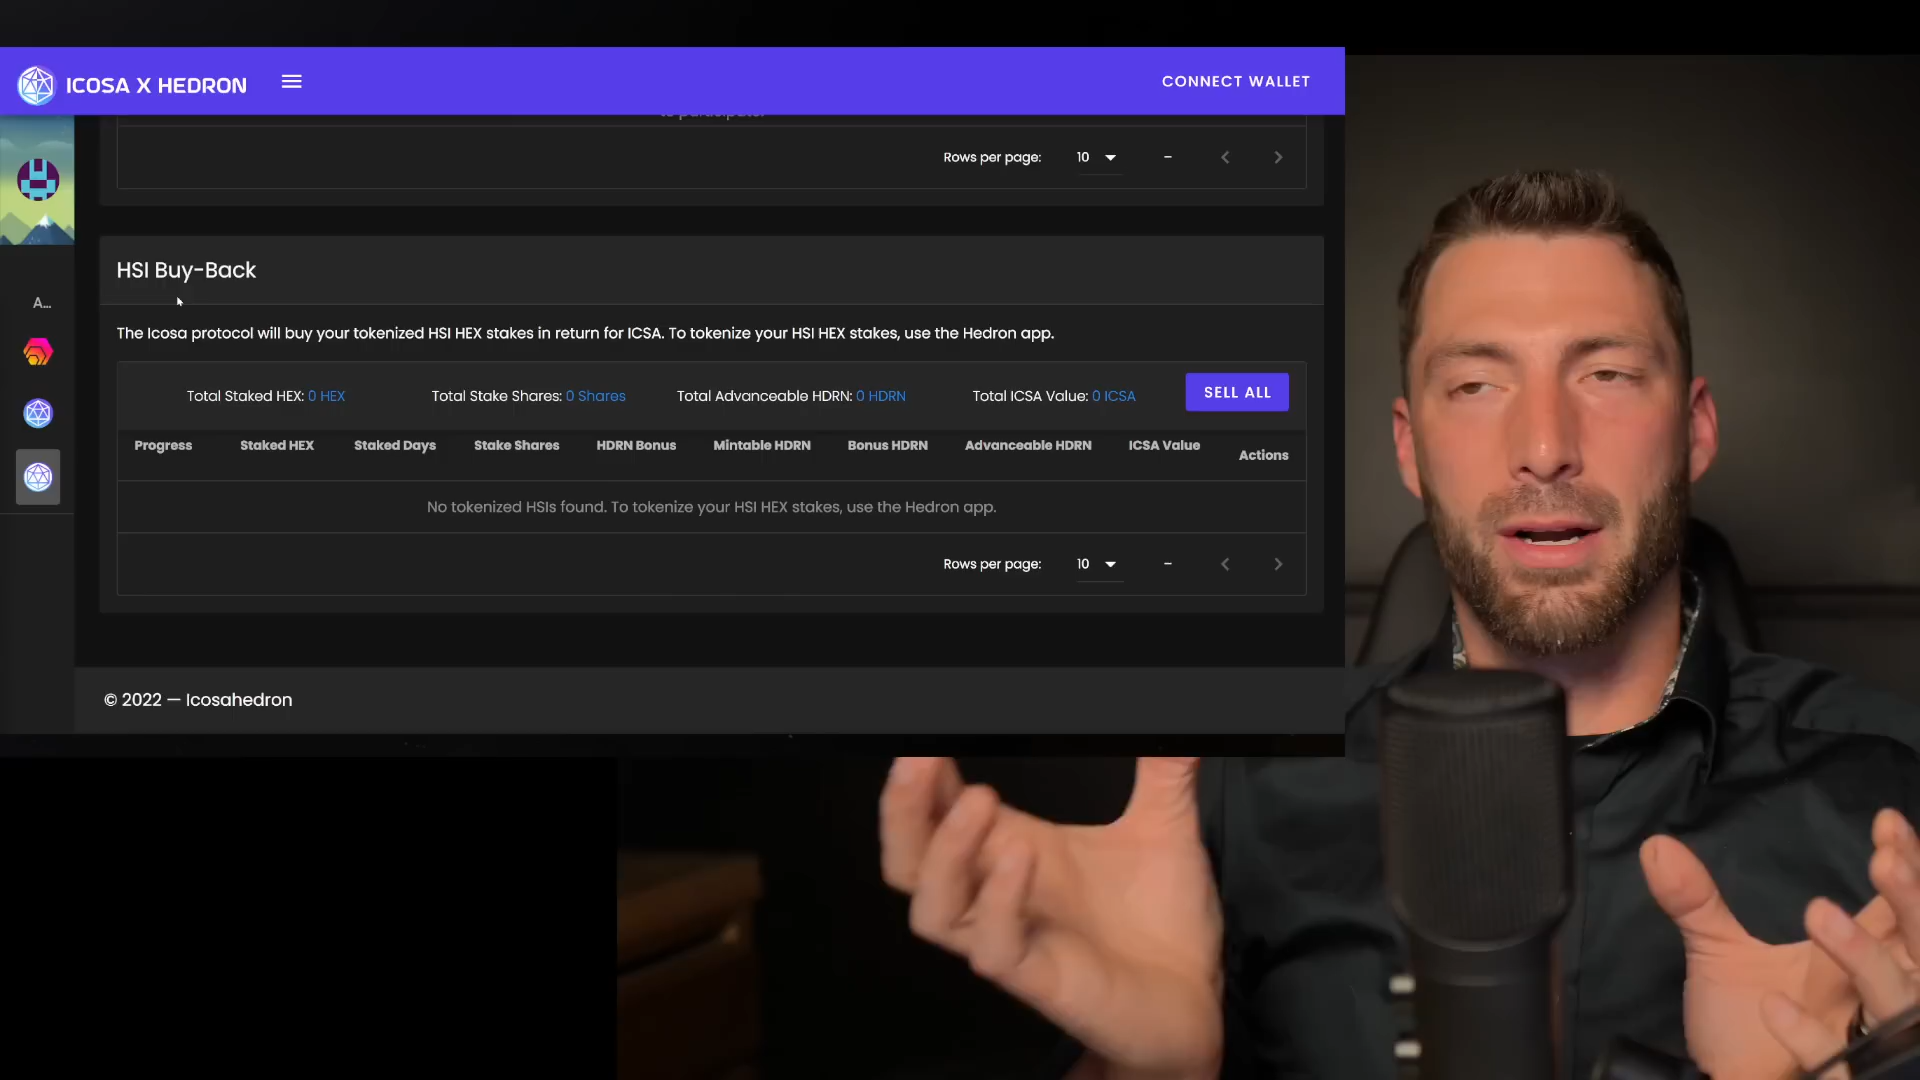 ICOSA X HEDRON
CONNECT WALLET
to participate.
Rows per page: 10 –
HSI Buy-Back
A...
The Icosa protocol will buy your tokenized HSI HEX stakes in return for ICSA. To tokenize your HSI HEX stakes, use the Hedron app.
Total Staked HEX: 0 HEX Total Stake Shares: 0 Shares Total Advanceable HDRN: 0 HDRN Total ICSA Value: 0 ICSA SELL ALL
Progress Staked HEX Staked Days Stake Shares HDRN Bonus Mintable HDRN Bonus HDRN Advanceable HDRN ICSA Value Actions
No tokenized HSIs found. To tokenize your HSI HEX stakes, use the Hedron app.
Rows per page: 10 –
© 2022 — Icosahedron